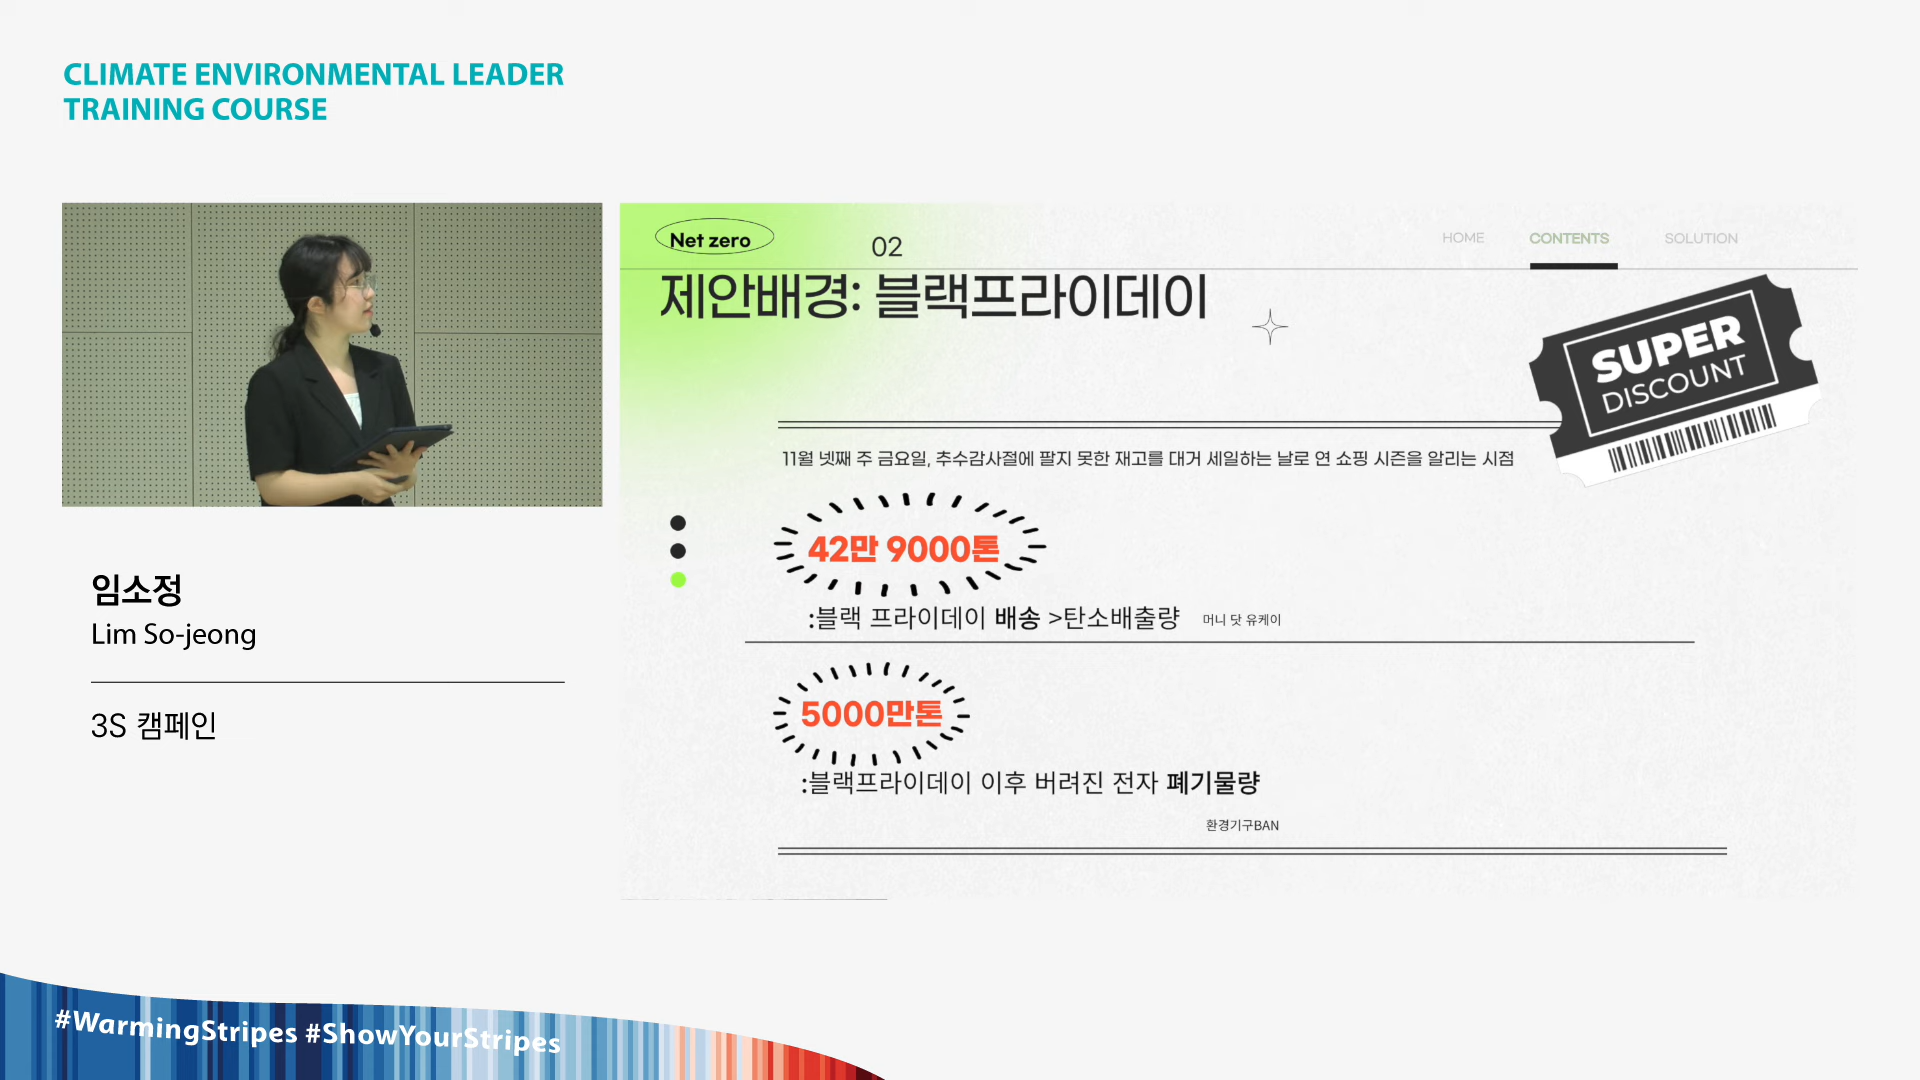 CLIMATE ENVIRONMENTAL LEADER
TRAINING COURSE
임소정
Lim So-jeong
3S 캠페인
Net zero
02
HOME
CONTENTS
SOLUTION
제안배경: 블랙프라이데이
SUPER
DISCOUNT
11월 넷째 주 금요일, 추수감사절에 팔지 못한 재고를 대거 세일하는 날로 연 쇼핑 시즌을 알리는 시점
42만 9000톤
:블랙 프라이데이 배송 >탄소배출량 머니 닷 유케이
5000만톤
:블랙프라이데이 이후 버려진 전자 폐기물량
환경기구BAN
#WarmingStripes #ShowYourStripes